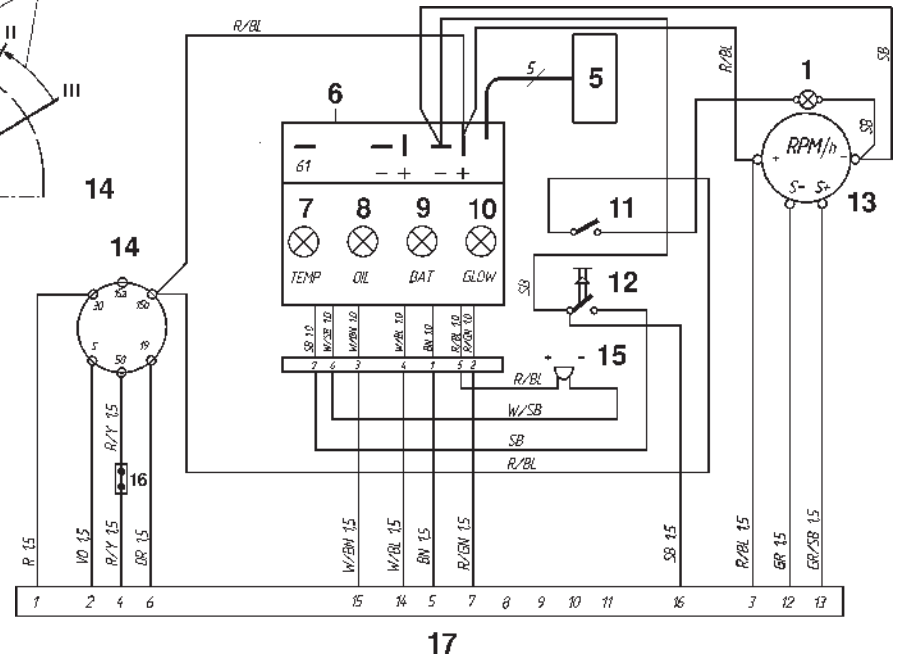 II
III
R/BL
5
5
R/BL
SB
1
SB
6
RPM/h
+
-
S-
S+
13
61
-
+
-
+
14
7
8
9
10
11
TEMP
OIL
BAT
GLOW
14
15a
30
15b
5
50
19
SB
12
SB 1.0
W/SB 1.0
W/BN 1.0
W/BL 1.0
BN 1.0
R/BL 1.0
R/GN 1.0
7
6
3
4
1
5
2
+
-
15
R/BL
W/SB
SB
R/BL
R/Y 1,5
16
R 1.5
VO 1,5
R/Y 1,5
OR 1,5
W/BN 1,5
W/BL 1,5
BN 1,5
R/GN 1,5
SB 1.5
R/BL 1.5
GR 1.5
GR/SB 1.5
1
2
4
6
15
14
5
7
8
9
10
11
16
3
12
13
17